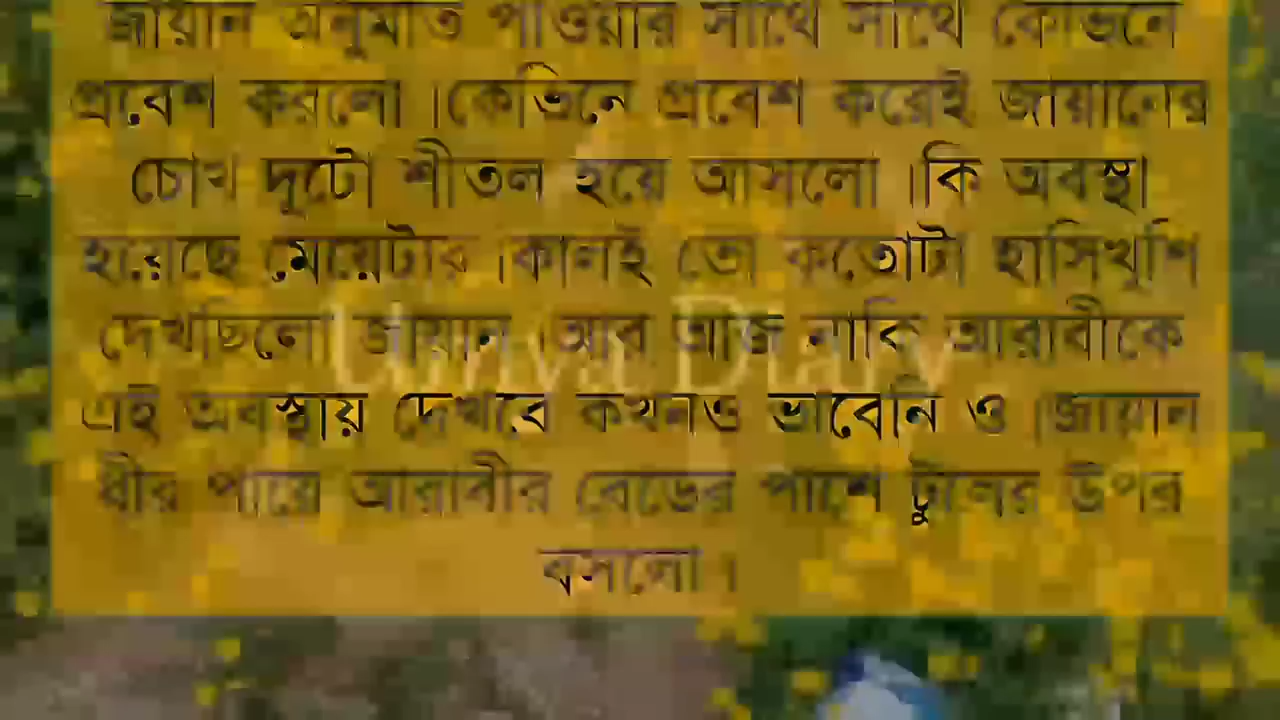 জায়ান অনুমতি পাওয়ার সাথে সাথে কেভিনে
প্রবেশ করলো ।কেভিনে প্রবেশ করেই জায়ানের
চোখ দুটো শীতল হয়ে আসলো ।কি অবস্থা
হয়েছে মেয়েটার ।কালই তো কতোটা হাসিখুশি
দেখছিলো জায়ান ।আর আজ নাকি আরাবীকে
এই অবস্থায় দেখবে কখনও ভাবেনি ও ।জায়ান
ধীর পায়ে আরাবীর বেডের পাশে টুলের উপর
বসলো ।
Diary